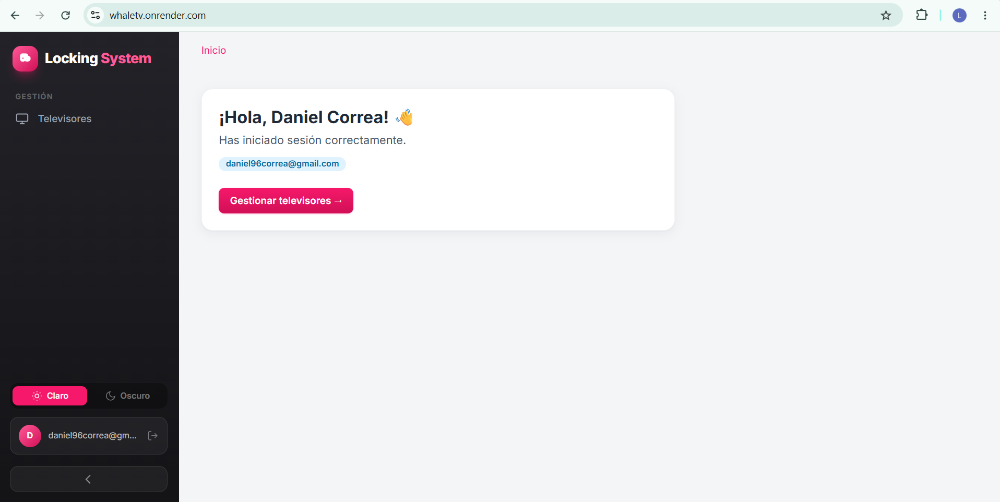 whaletv.onrender.com
L
Locking System
GESTIÓN
Televisores
Inicio
¡Hola, Daniel Correa! 👋
Has iniciado sesión correctamente.
daniel96correa@gmail.com
Gestionar televisores →
Claro
Oscuro
D
daniel96correa@gm...